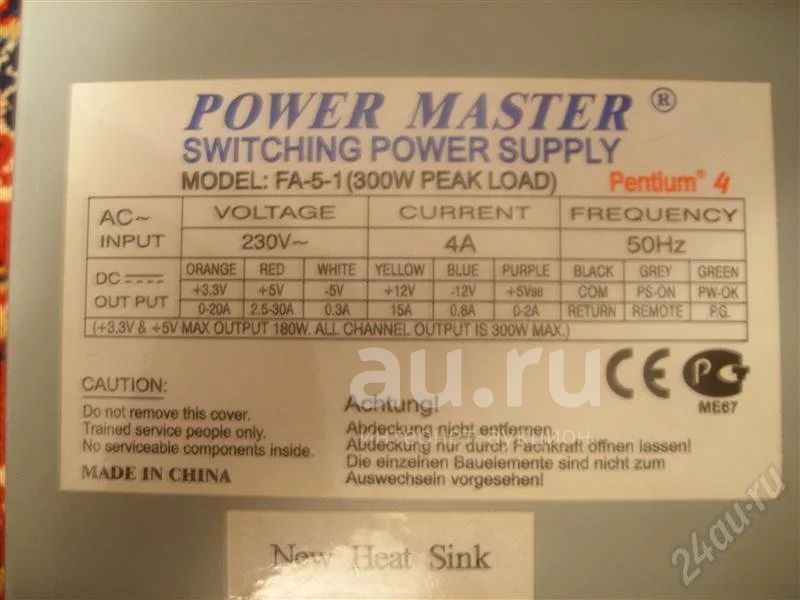 POWER MASTER ®
SWITCHING POWER SUPPLY
MODEL: FA-5-1 (300W PEAK LOAD) Pentium® 4
AC~ INPUT VOLTAGE CURRENT FREQUENCY
230V~ 4A 50Hz
DC OUTPUT ORANGE RED WHITE YELLOW BLUE PURPLE BLACK GREY GREEN
+3.3V +5V -5V +12V -12V +5VSB COM PS-ON PW-OK
0-20A 2.5-30A 0.3A 15A 0.8A 0-2A RETURN REMOTE P.G.
(+3.3V & +5V MAX OUTPUT 180W. ALL CHANNEL OUTPUT IS 300W MAX.)
au.ru
интернет аукцион
CE PG
ME67
CAUTION:
Do not remove this cover.
Trained service people only.
No serviceable components inside.
MADE IN CHINA
Achtung!
Abdeckung nicht entfernen.
Abdeckung nur durch Fachkraft öffnen lassen!
Die einzelnen Bauelemente sind nicht zum
Auswechseln vorgesehen!
New Heat Sink
24au.ru